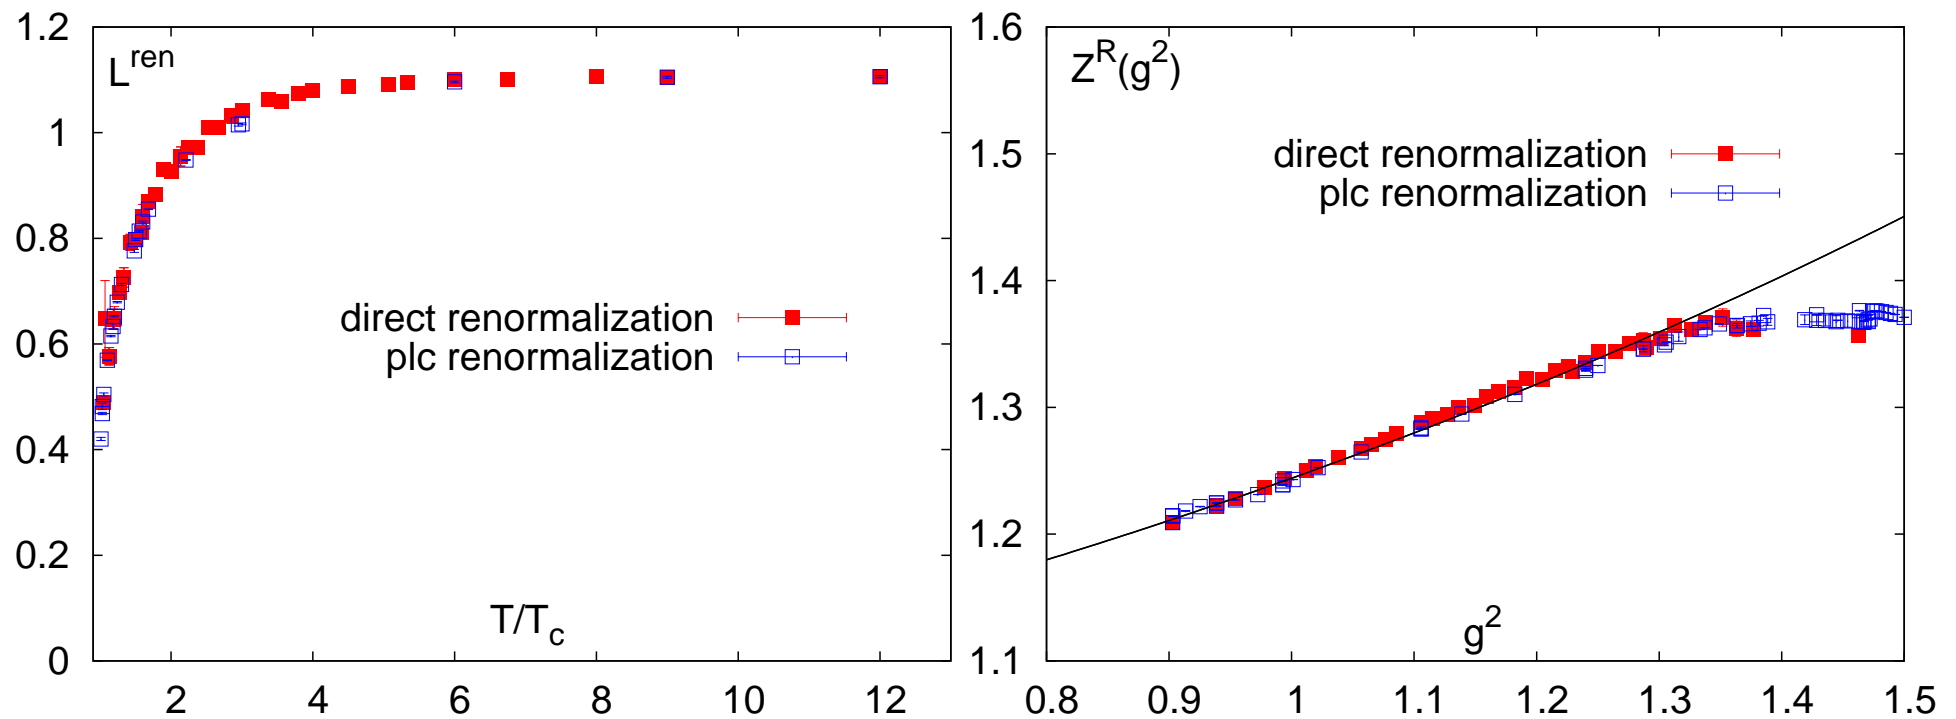 1.2
1
0.8
0.6
0.4
0.2
0
L^ren
direct renormalization
plc renormalization
T/T_c
2 4 6 8 10 12
1.6
1.5
1.4
1.3
1.2
1.1
Z^R(g^2)
direct renormalization
plc renormalization
g^2
0.8 0.9 1 1.1 1.2 1.3 1.4 1.5